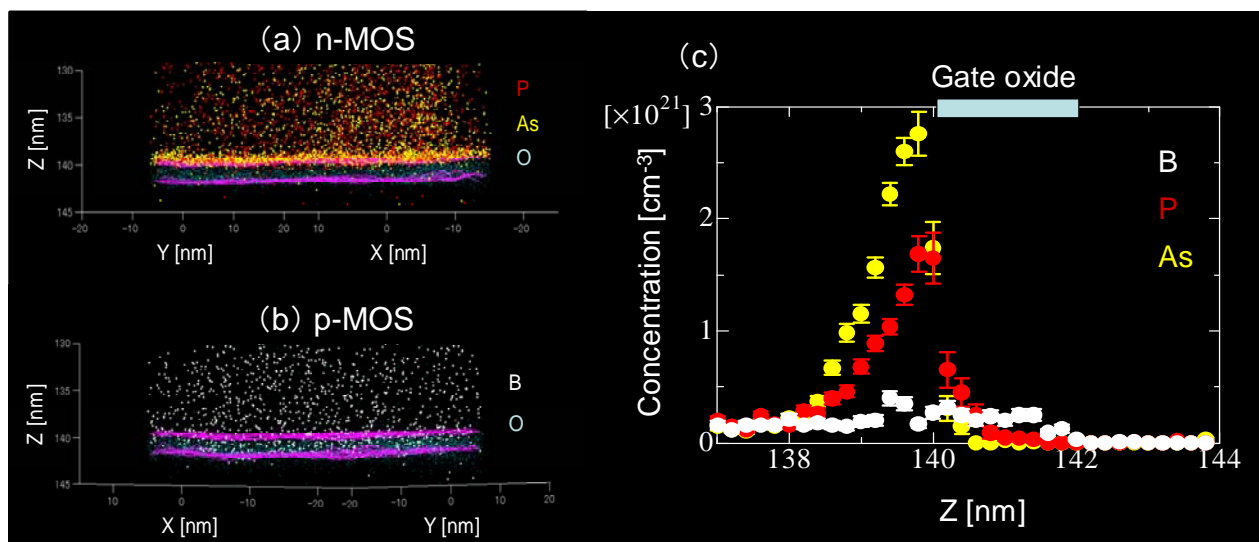 (a) n-MOS
130
135
140
145
Z [nm]
P
As
O
-20 -10 0 10 20 10 0 -10 -20
Y [nm] X [nm]
(b) p-MOS
130
135
140
145
Z [nm]
B
O
10 0 -10 -20 -20 -10 0 10 20
X [nm] Y [nm]
(c)
Gate oxide
[×10²¹]
3
2
1
0
Concentration [cm⁻³]
B
P
As
138 140 142 144
Z [nm]